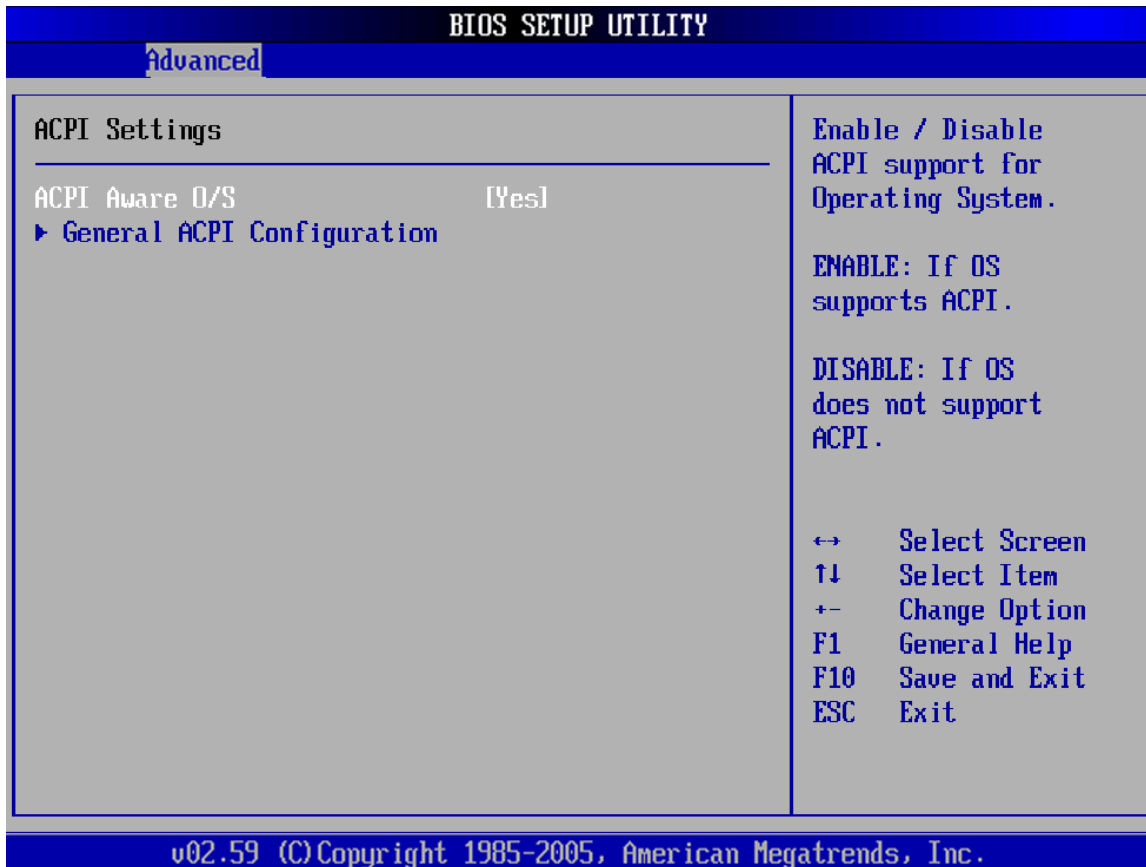 BIOS SETUP UTILITY
Advanced
ACPI Settings
ACPI Aware O/S [Yes]
▶ General ACPI Configuration
Enable / Disable
ACPI support for
Operating System.
ENABLE: If OS
supports ACPI.
DISABLE: If OS
does not support
ACPI.
←→ Select Screen
↑↓ Select Item
+- Change Option
F1 General Help
F10 Save and Exit
ESC Exit
v02.59 (C)Copyright 1985-2005, American Megatrends, Inc.